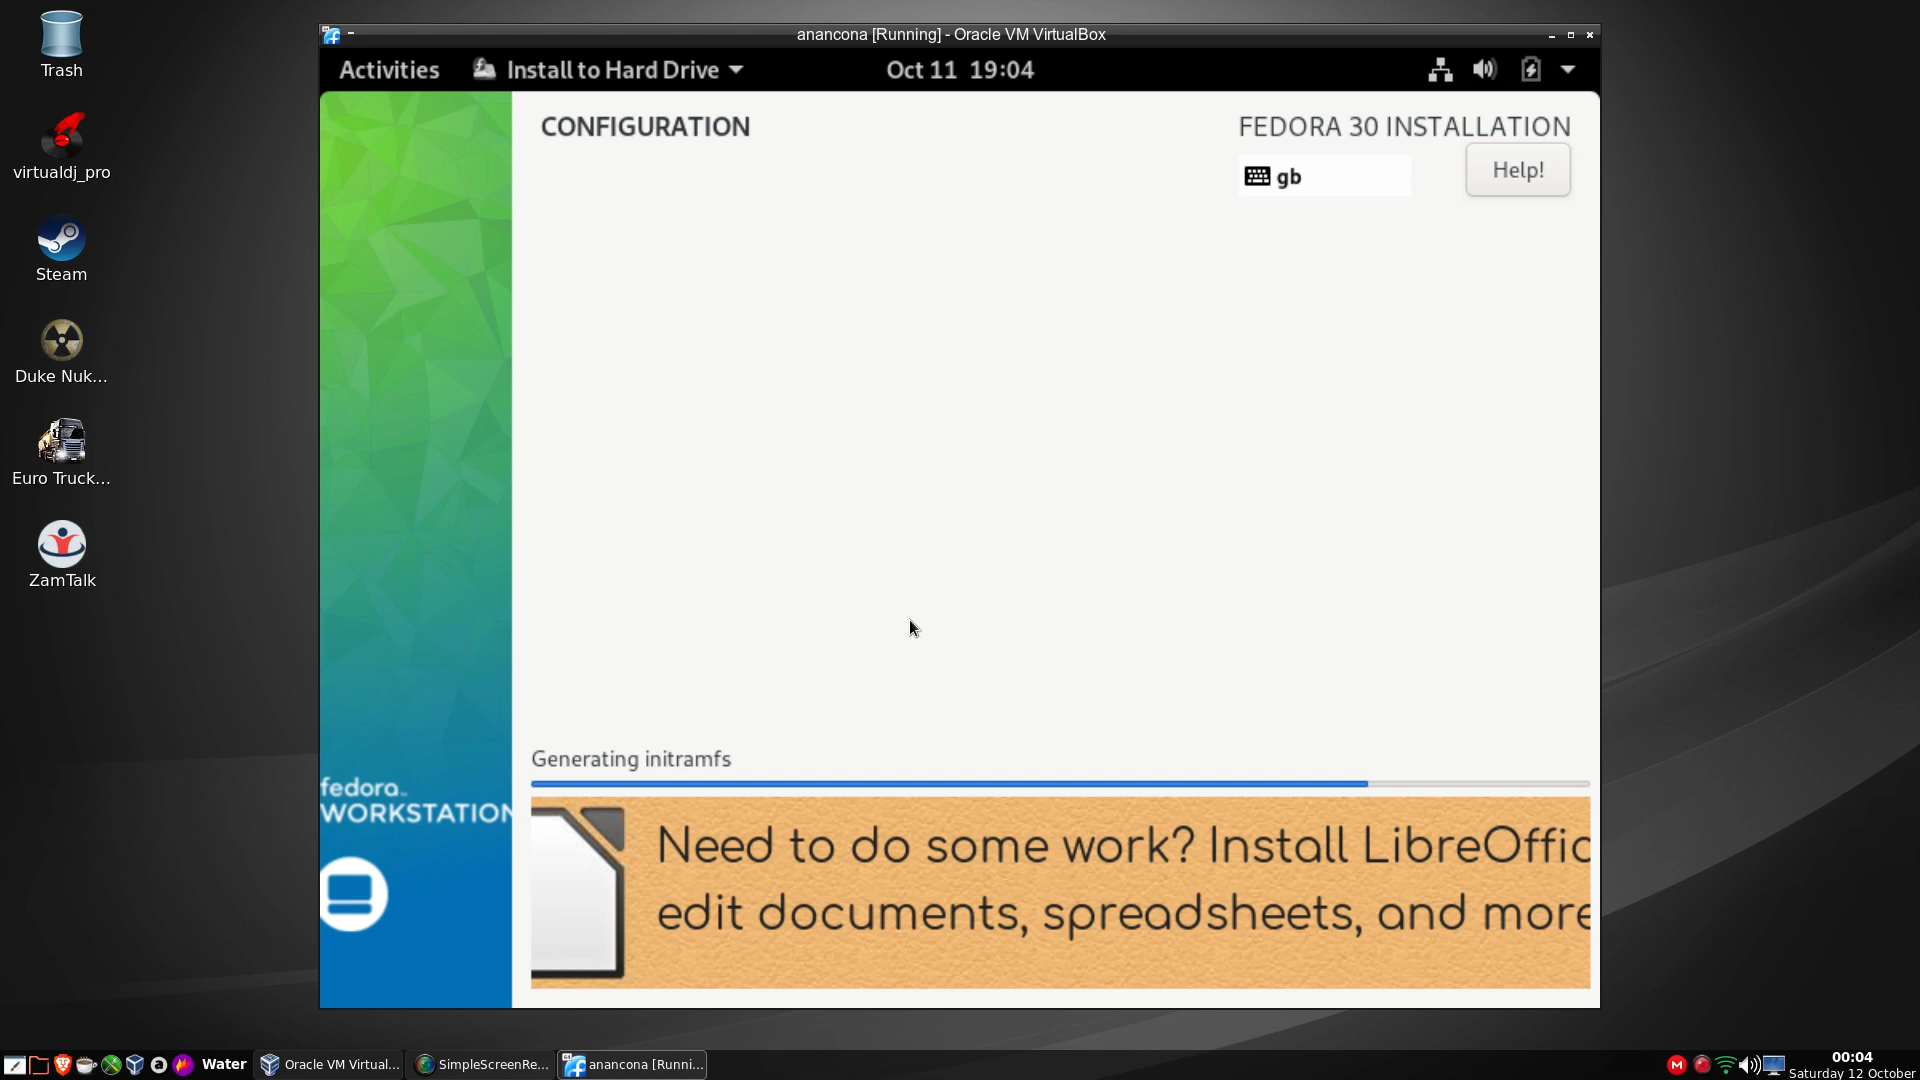 Trash
virtualdj_pro
Steam
Duke Nuk...
Euro Truck...
ZamTalk
anancona [Running] - Oracle VM VirtualBox
Activities Install to Hard Drive Oct 11 19:04
CONFIGURATION FEDORA 30 INSTALLATION
gb Help!
fedora
WORKSTATION
Generating initramfs
Need to do some work? Install LibreOffic
edit documents, spreadsheets, and more
Water Oracle VM Virtual... SimpleScreenRe... anancona [Runni... 00:04
Saturday 12 October